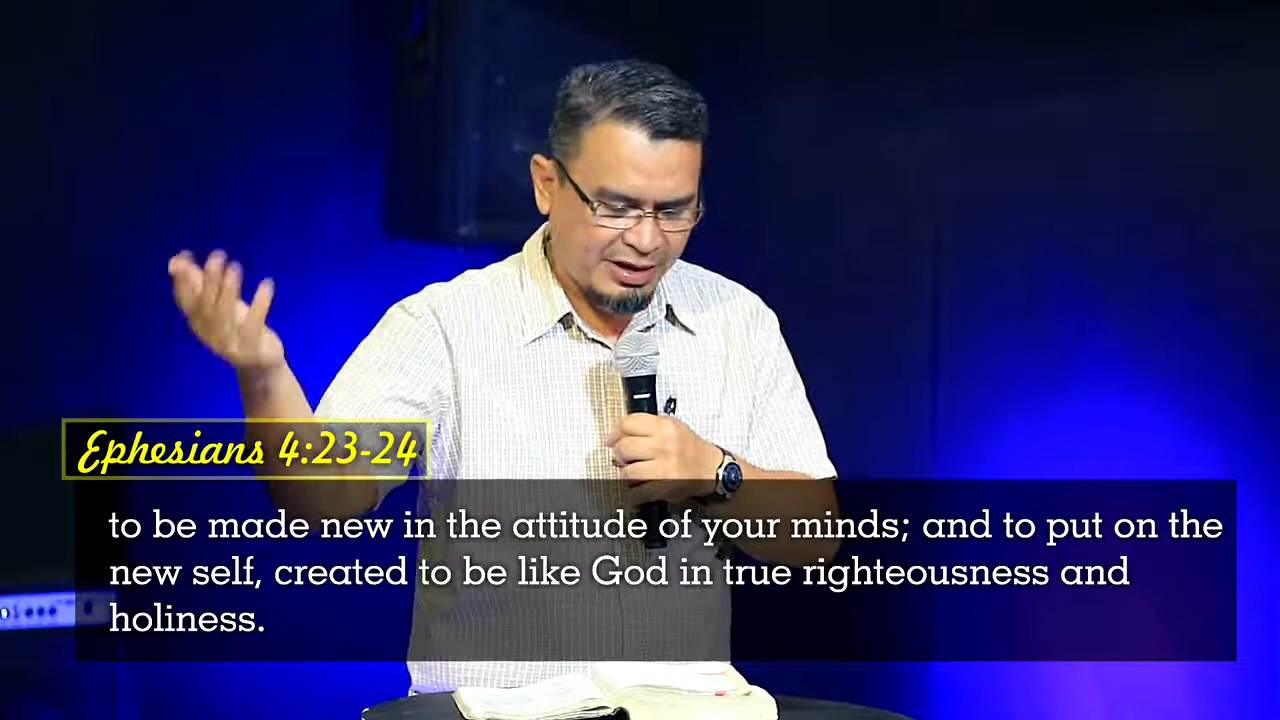 Ephesians 4:23-24
to be made new in the attitude of your minds; and to put on the
new self, created to be like God in true righteousness and
holiness.